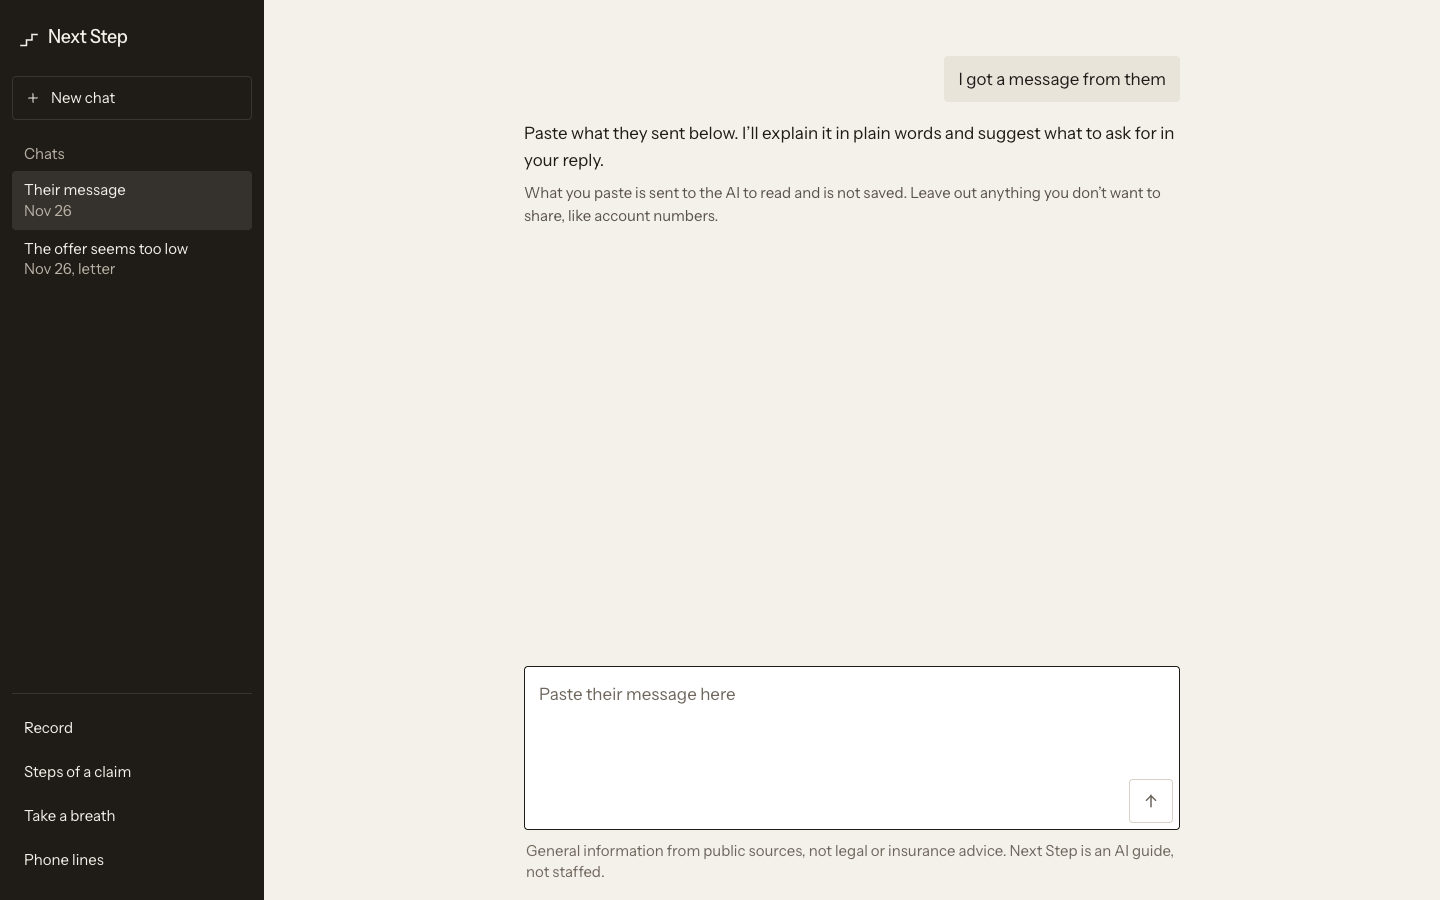 Next Step
New chat
Chats
Their message
Nov 26
The offer seems too low
Nov 26, letter
Record
Steps of a claim
Take a breath
Phone lines
I got a message from them
Paste what they sent below. I’ll explain it in plain words and suggest what to ask for in
your reply.
What you paste is sent to the AI to read and is not saved. Leave out anything you don’t want to
share, like account numbers.
Paste their message here
General information from public sources, not legal or insurance advice. Next Step is an AI guide,
not staffed.